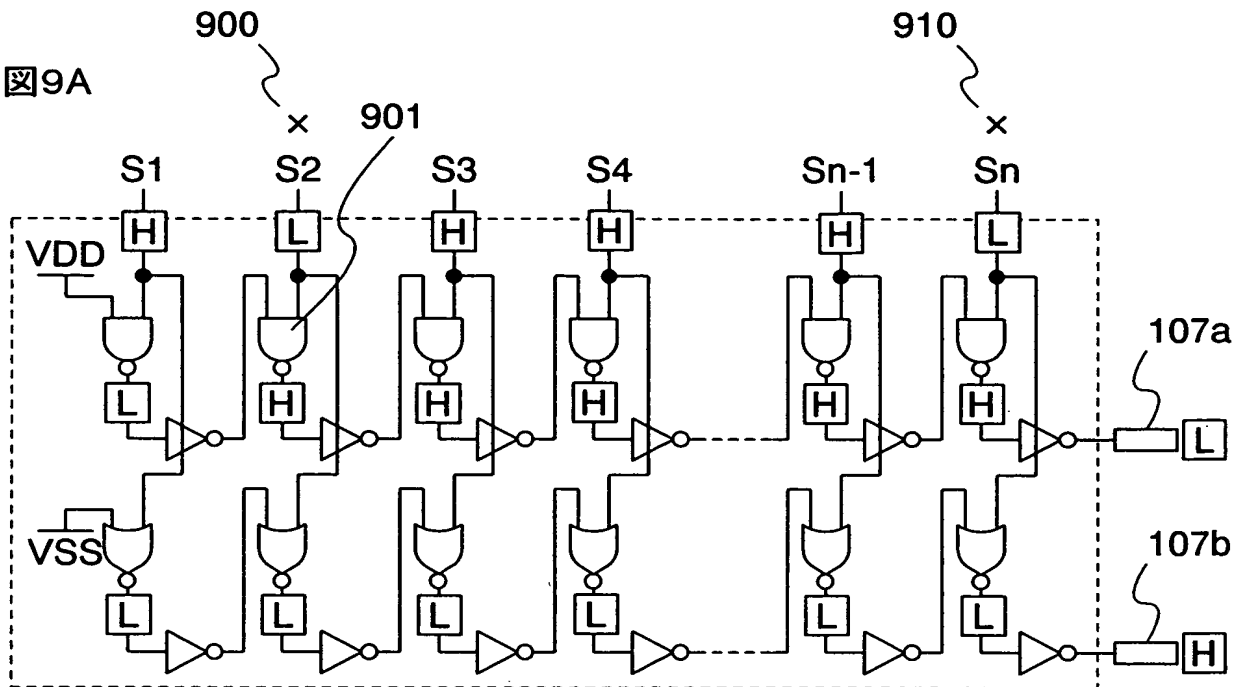 900
910
図9A
× 901 ×
S1 S2 S3 S4 Sn-1 Sn
H L H H H L
VDD
107a
L H H H H H
L
VSS
107b
L L L L L L
H